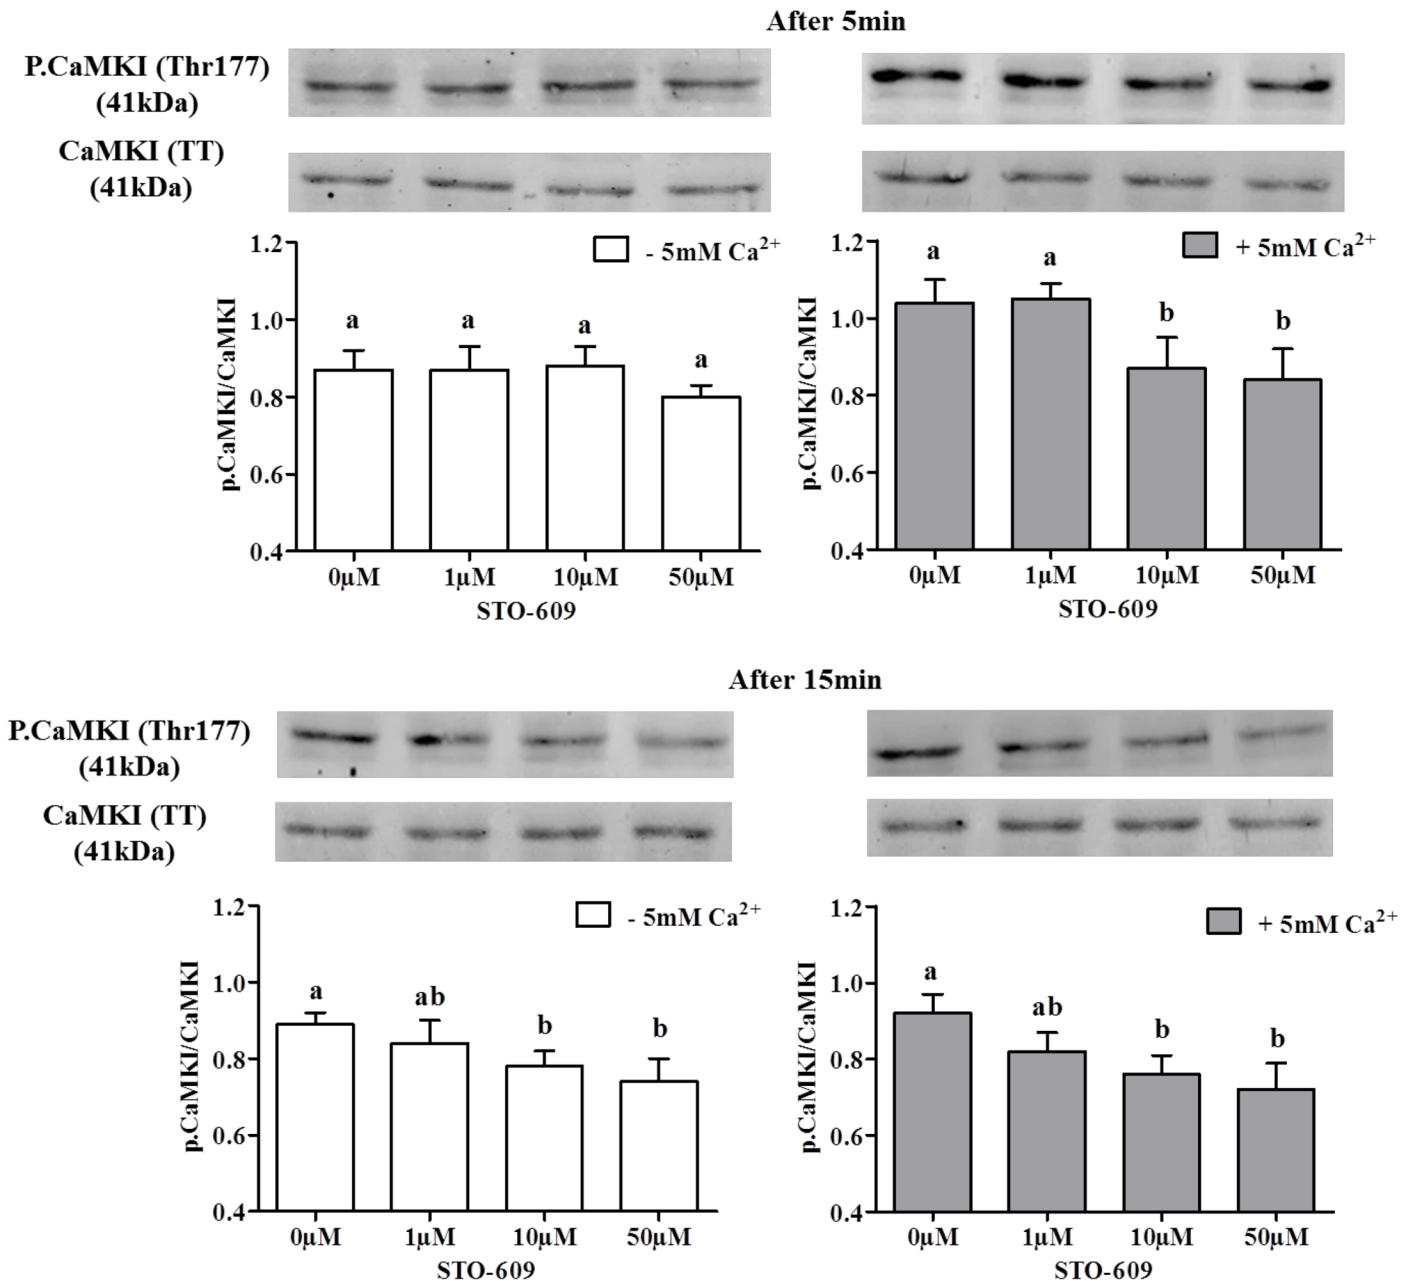 After 5min
P.CaMKI (Thr177)
(41kDa)
CaMKI (TT)
(41kDa)
- 5mM Ca²⁺
p.CaMKI/CaMKI
1.2
1.0
0.8
0.6
0.4
a a a a
0µM 1µM 10µM 50µM
STO-609
+ 5mM Ca²⁺
p.CaMKI/CaMKI
1.2
1.0
0.8
0.6
0.4
a a b b
0µM 1µM 10µM 50µM
STO-609
After 15min
P.CaMKI (Thr177)
(41kDa)
CaMKI (TT)
(41kDa)
- 5mM Ca²⁺
p.CaMKI/CaMKI
1.2
1.0
0.8
0.6
0.4
a ab b b
0µM 1µM 10µM 50µM
STO-609
+ 5mM Ca²⁺
p.CaMKI/CaMKI
1.2
1.0
0.8
0.6
0.4
a ab b b
0µM 1µM 10µM 50µM
STO-609